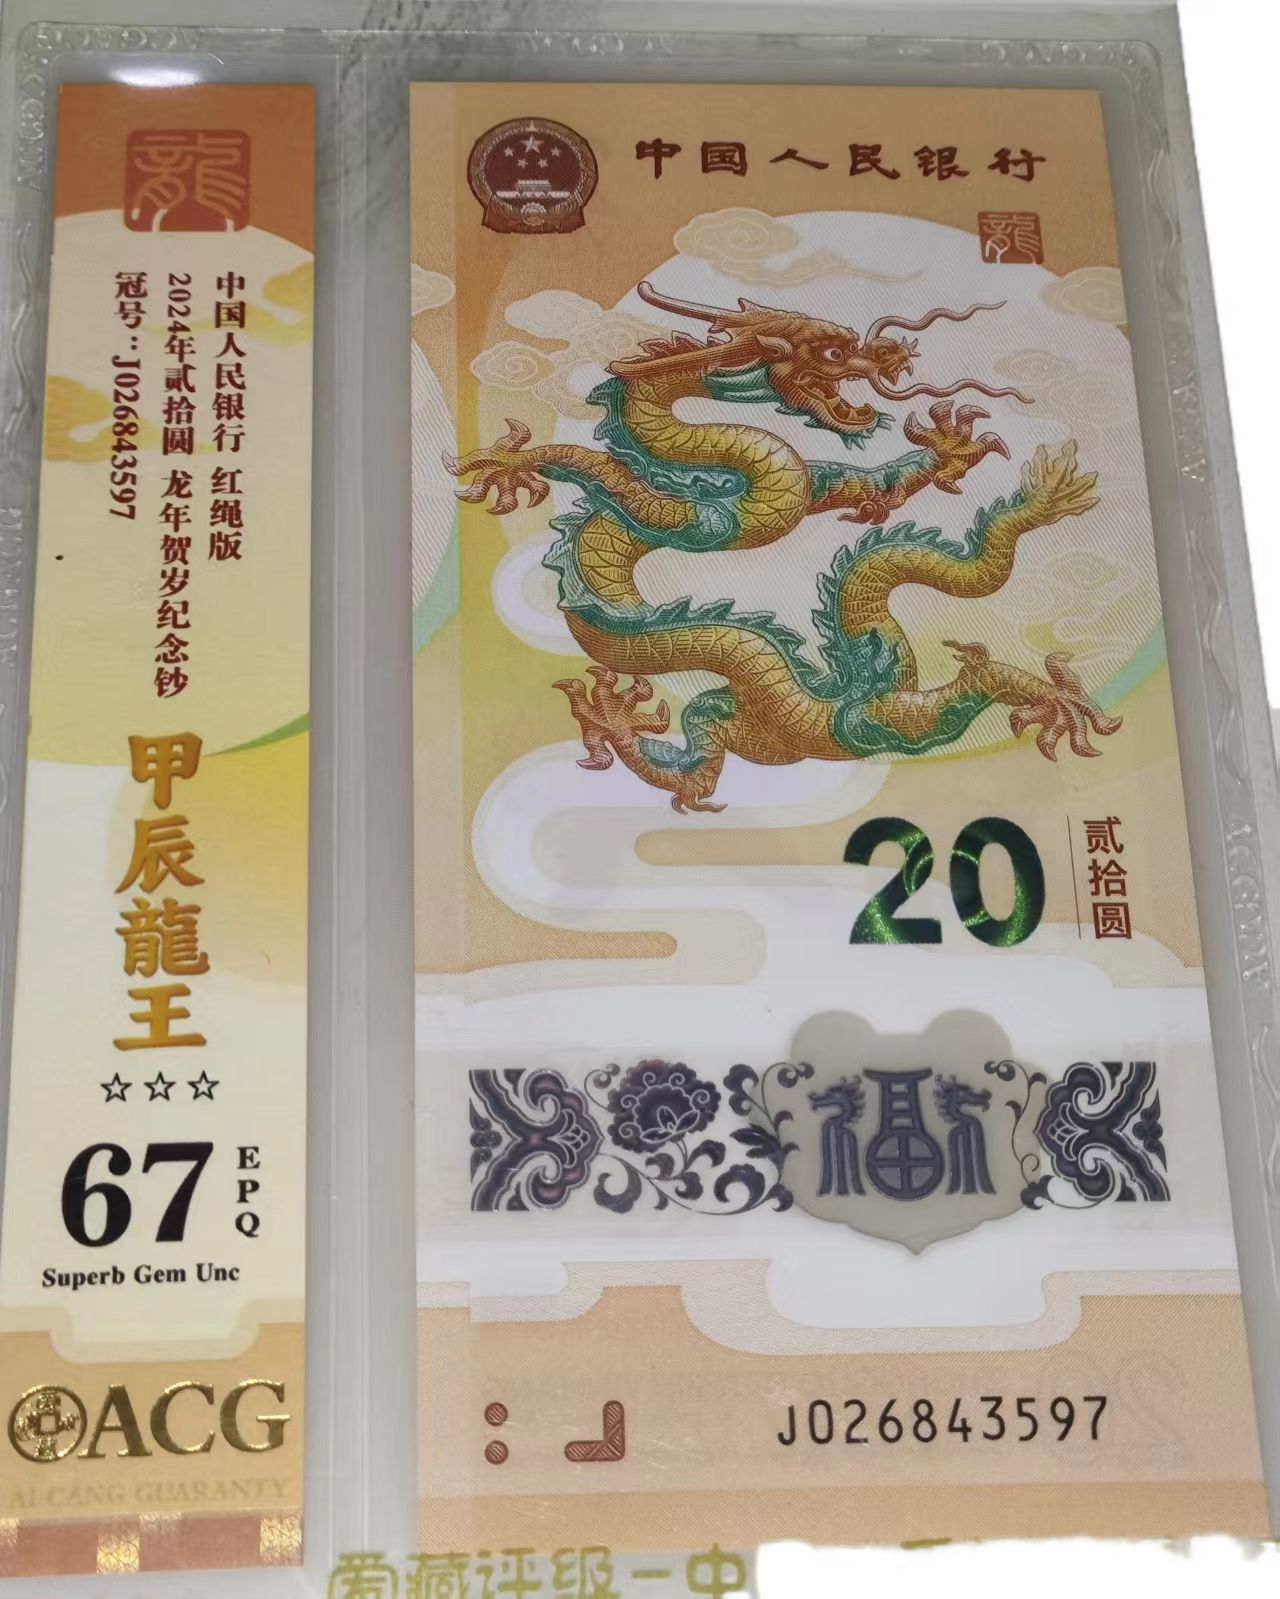 龍
中国人民银行 红绳版
2024年贰拾圆 龙年贺岁纪念钞
冠号：J026843597
甲辰龍王
☆☆☆
67
EPQ
Superb Gem Unc
ACG
AI CANG GUARANTY
中国人民银行
龍
20
贰拾圆
福
J026843597
爱藏评级一中